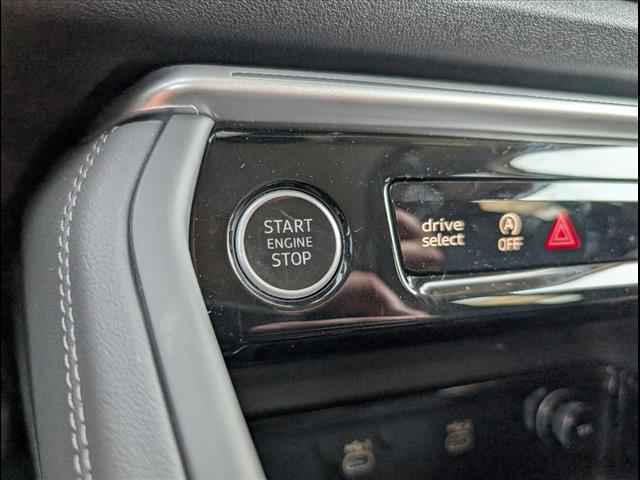 START
ENGINE
STOP
drive
select
A
OFF